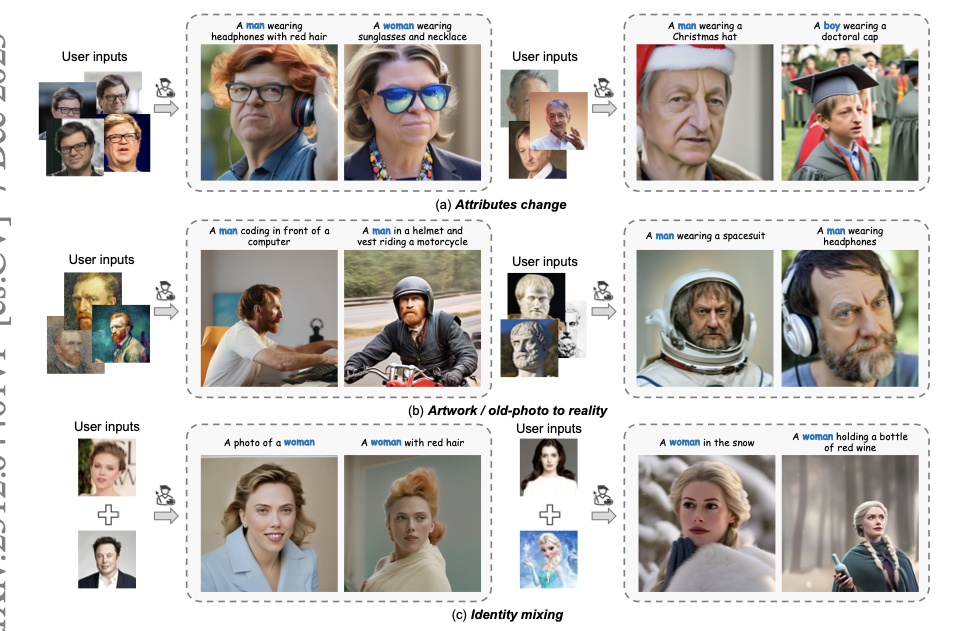 A man wearing
headphones with red hair
A woman wearing
sunglasses and necklace
A man wearing a
Christmas hat
A boy wearing a
doctoral cap
User inputs
User inputs
(a) Attributes change
A man coding in front of a
computer
A man in a helmet and
vest riding a motorcycle
A man wearing a spacesuit
A man wearing
headphones
User inputs
User inputs
(b) Artwork / old-photo to reality
User inputs
User inputs
A photo of a woman
A woman with red hair
A woman in the snow
A woman holding a bottle
of red wine
(c) Identity mixing
[cs.CV]